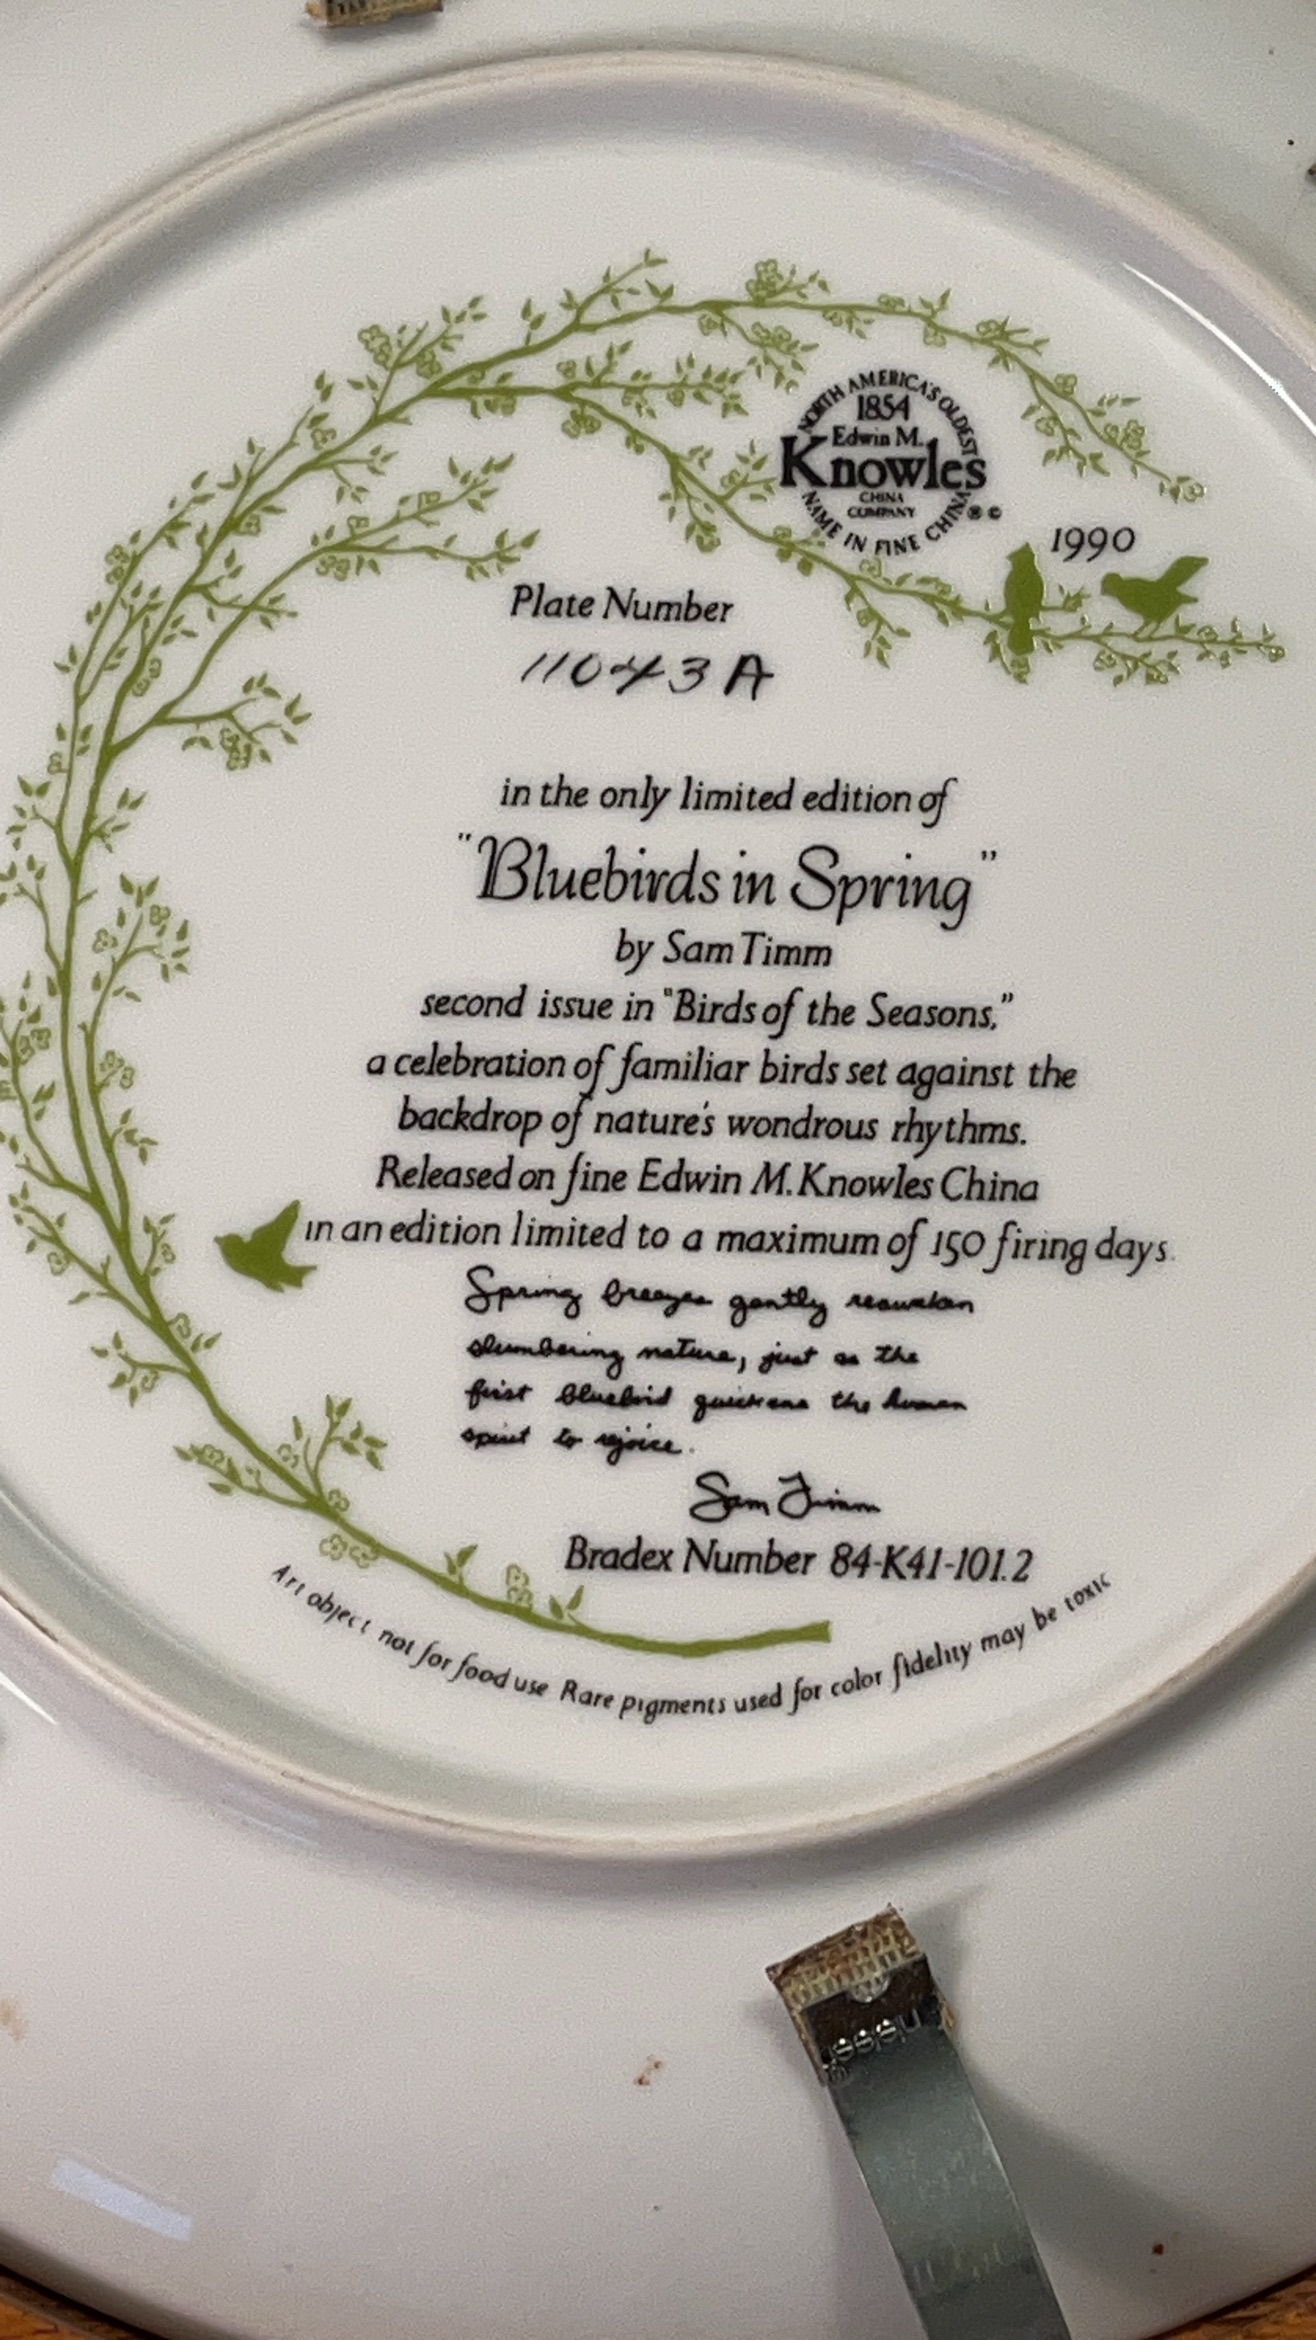 NORTH AMERICA'S OLDEST
1854
Edwin M.
Knowles
CHINA
COMPANY
NAME IN FINE CHINA
®©
1990
Plate Number
11043A
in the only limited edition of
"Bluebirds in Spring"
by Sam Timm
second issue in "Birds of the Seasons,"
a celebration of familiar birds set against the
backdrop of nature's wondrous rhythms.
Released on fine Edwin M. Knowles China
in an edition limited to a maximum of 150 firing days.
Spring breezes gently reawaken
slumbering nature, just as the
first bluebird quickens the human
spirit to rejoice.
Sam Timm
Bradex Number 84-K41-101.2
Art object not for food use Rare pigments used for color fidelity may be toxic